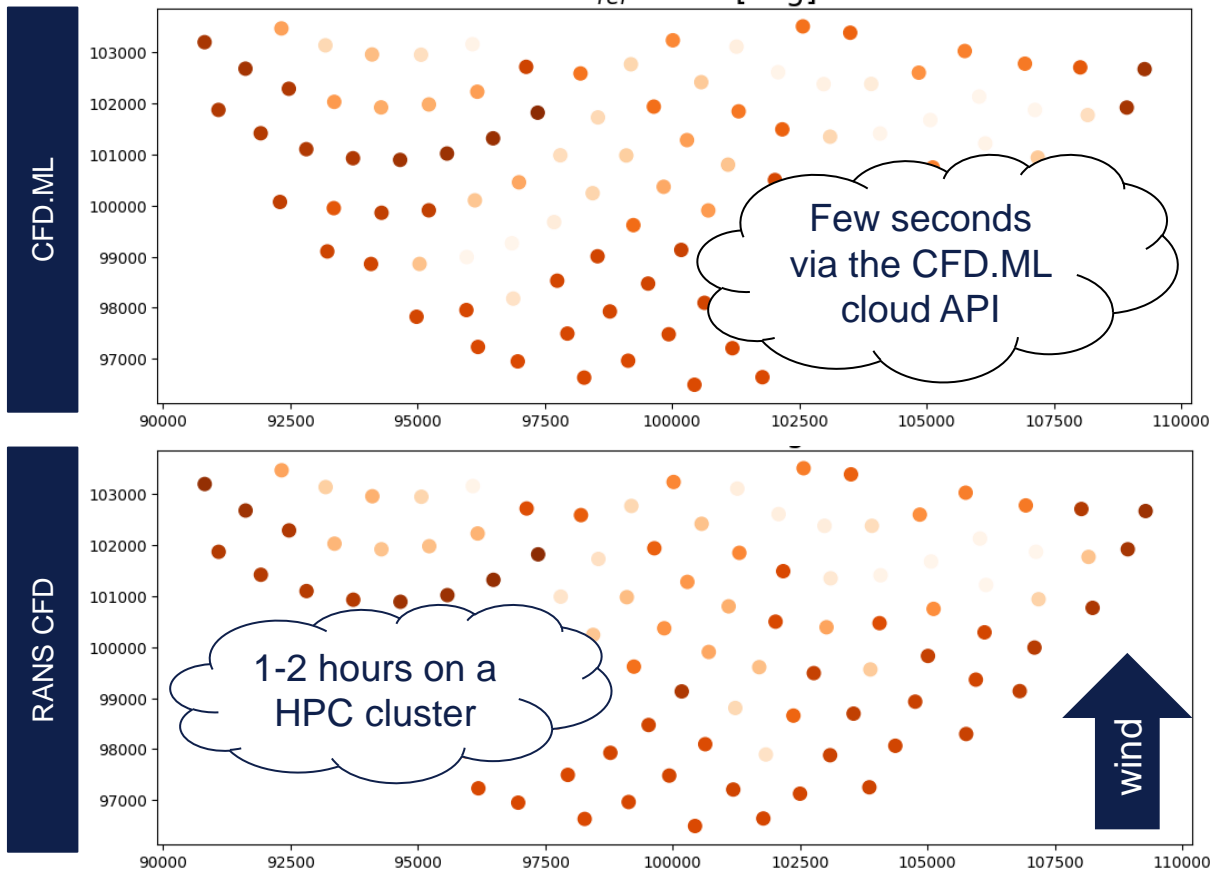 CFD.ML
103000
102000
101000
100000
99000
98000
97000
90000 92500 95000 97500 100000 102500 105000 107500 110000
Few seconds
via the CFD.ML
cloud API
RANS CFD
103000
102000
101000
100000
99000
98000
97000
90000 92500 95000 97500 100000 102500 105000 107500 110000
1-2 hours on a
HPC cluster
wind